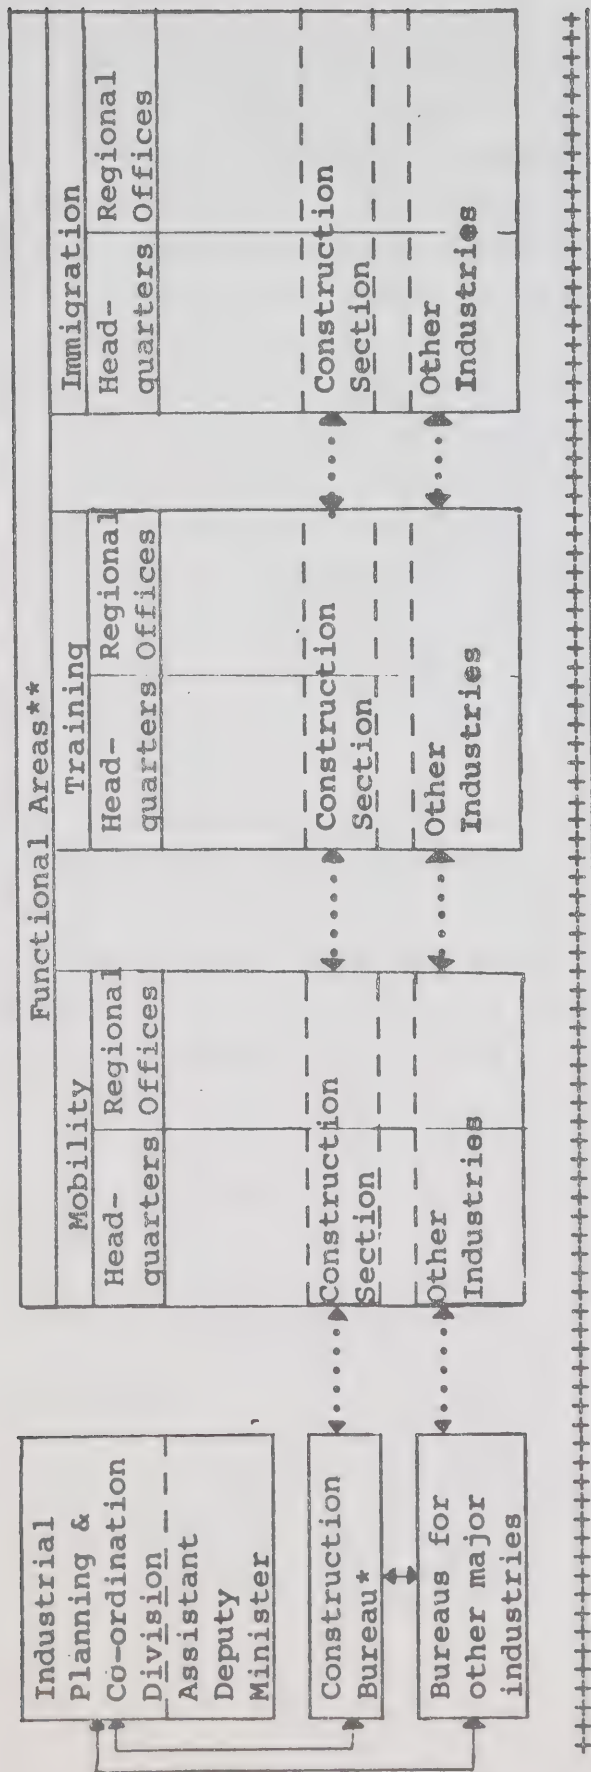 Industrial
Planning &
Co-ordination
Division
Assistant
Deputy
Minister
Construction
Bureau*
Bureaus for
other major
industries
Functional Areas**
Mobility
Head-
quarters
Regional
Offices
Construction
Section
Other
Industries
Training
Head-
quarters
Regional
Offices
Construction
Section
Other
Industries
Immigration
Head-
quarters
Regional
Offices
Construction
Section
Other
Industries
++++++++++++++++++++++++++++++++++++++++++++++++++++++++++++++++++++++++++++++++